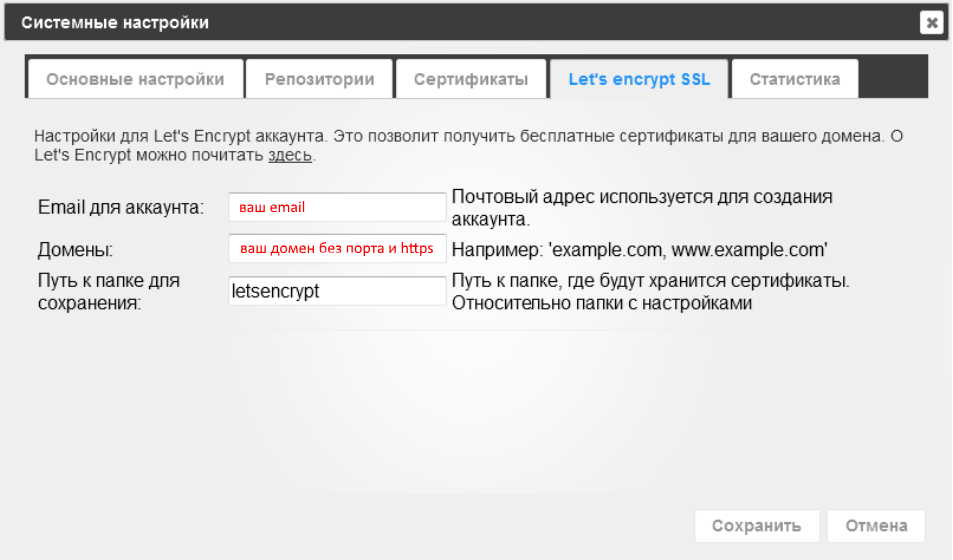 Системные настройки
Основные настройки Репозитории Сертификаты Let's encrypt SSL Статистика
Настройки для Let's Encrypt аккаунта. Это позволит получить бесплатные сертификаты для вашего домена. О
Let's Encrypt можно почитать здесь.
Email для аккаунта: ваш email Почтовый адрес используется для создания
аккаунта.
Домены: ваш домен без порта и https Например: 'example.com, www.example.com'
Путь к папке для
сохранения:
letsencrypt
Путь к папке, где будут хранится сертификаты.
Относительно папки с настройками
Сохранить Отмена